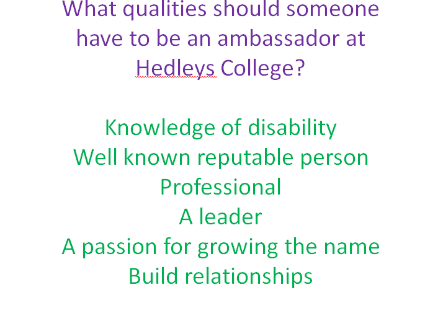 What qualities should someone
have to be an ambassador at
Hedleys College?
Knowledge of disability
Well known reputable person
Professional
A leader
A passion for growing the name
Build relationships